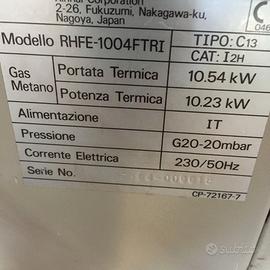 Rinnai Corporation
2-26, Fukuzumi, Nakagawa-ku,
Nagoya, Japan
046
Modello RHFE-1004FTRI TIPO: C13
CAT: I2H
Gas Metano
Portata Termica 10.54 kW
Potenza Termica 10.23 kW
Alimentazione IT
Pressione G20-20mbar
Corrente Elettrica 230/50Hz
Serie No.
CP-72167-7
subito